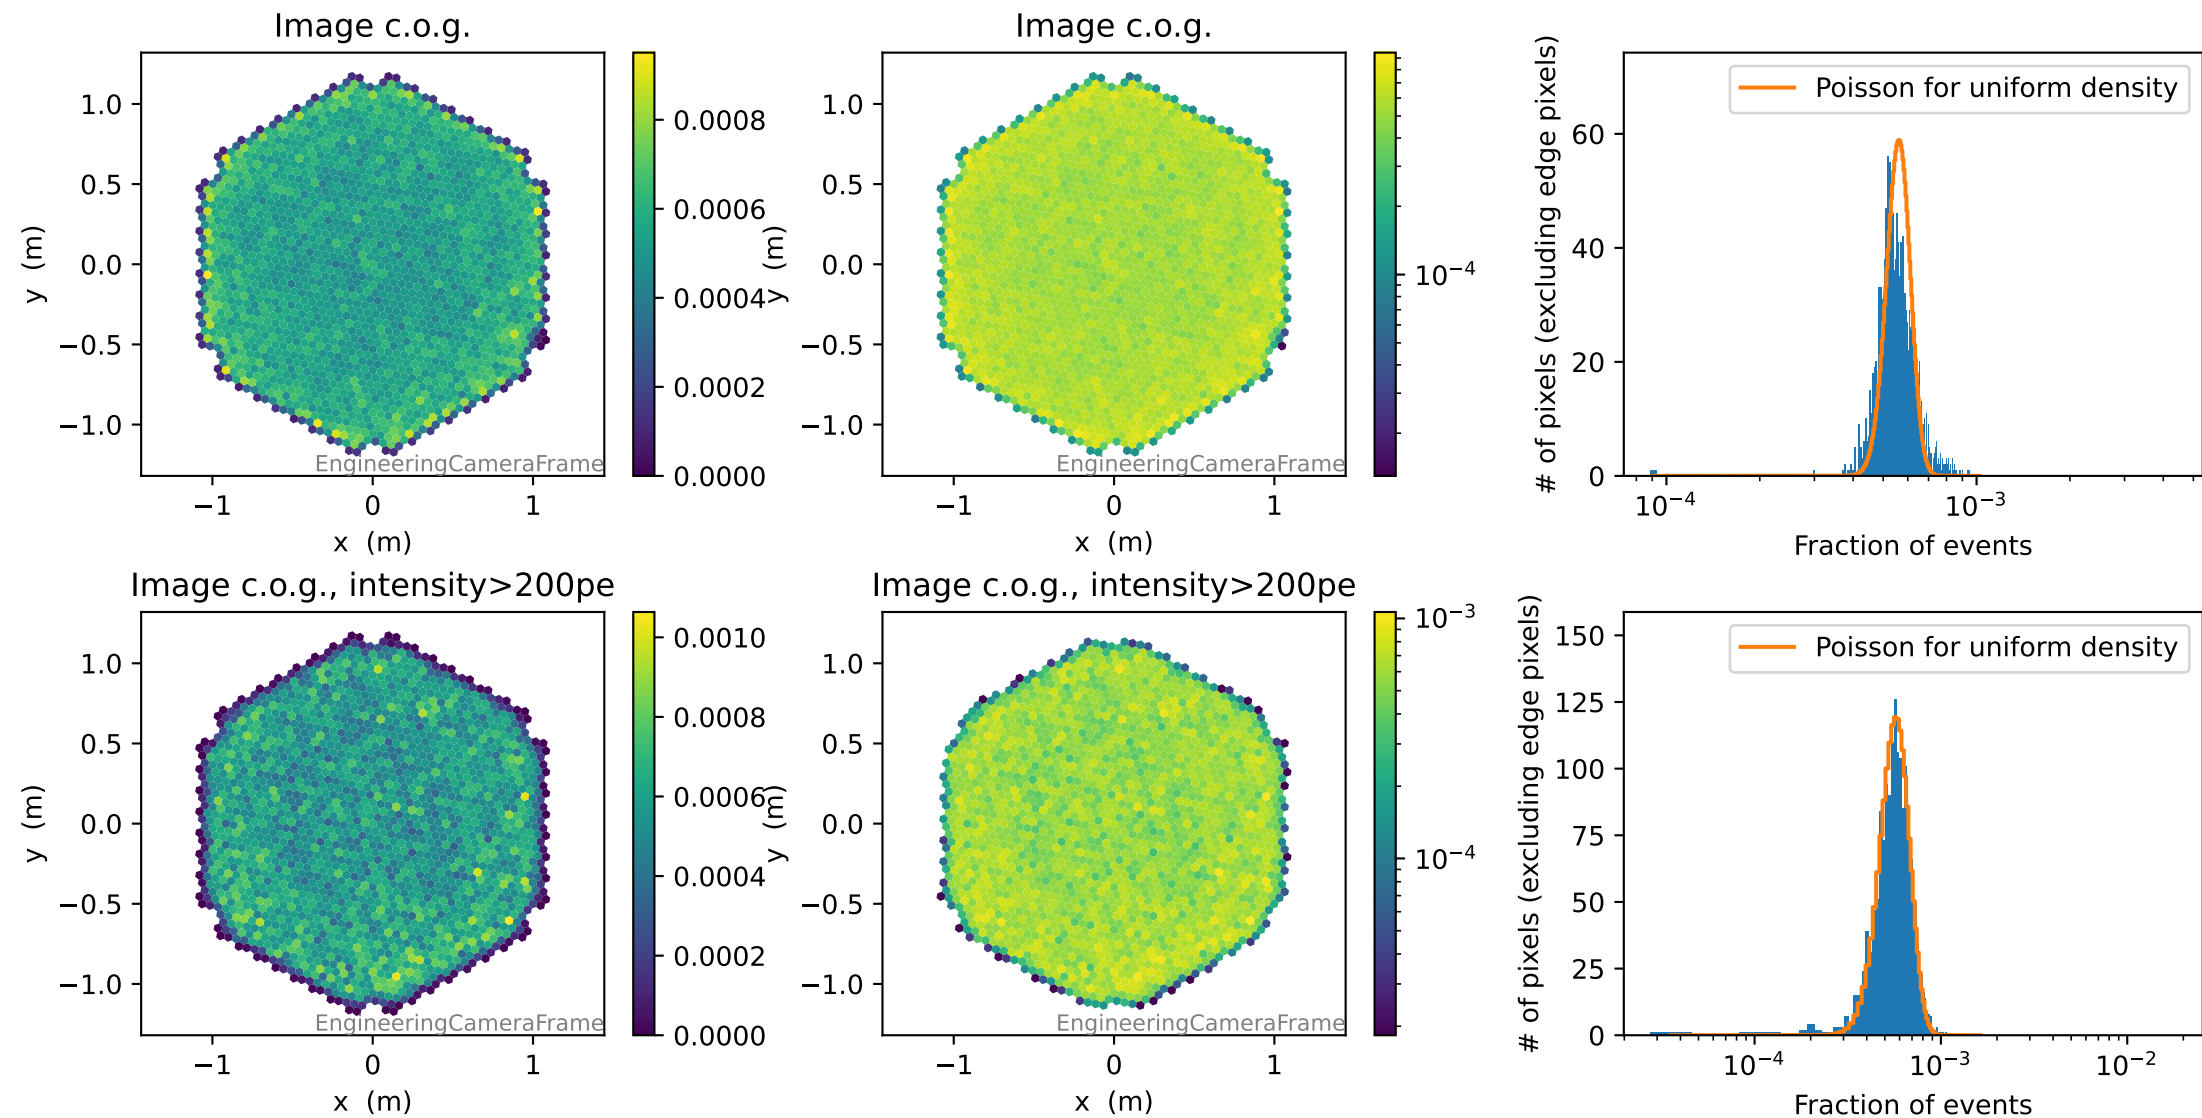 Image c.o.g.
y (m)
1.0
0.5
0.0
−0.5
−1.0
EngineeringCameraFrame
−1 0 1
x (m)
0.0008
0.0006
0.0004
0.0002
0.0000
Image c.o.g.
y (m)
1.0
0.5
0.0
−0.5
−1.0
EngineeringCameraFrame
−1 0 1
x (m)
10−4
# of pixels (excluding edge pixels)
60
40
20
0
Poisson for uniform density
10−4 10−3
Fraction of events
Image c.o.g., intensity>200pe
y (m)
1.0
0.5
0.0
−0.5
−1.0
EngineeringCameraFrame
−1 0 1
x (m)
0.0010
0.0008
0.0006
0.0004
0.0002
0.0000
Image c.o.g., intensity>200pe
y (m)
1.0
0.5
0.0
−0.5
−1.0
EngineeringCameraFrame
−1 0 1
x (m)
10−3
10−4
# of pixels (excluding edge pixels)
150
125
100
75
50
25
0
Poisson for uniform density
10−4 10−3 10−2
Fraction of events